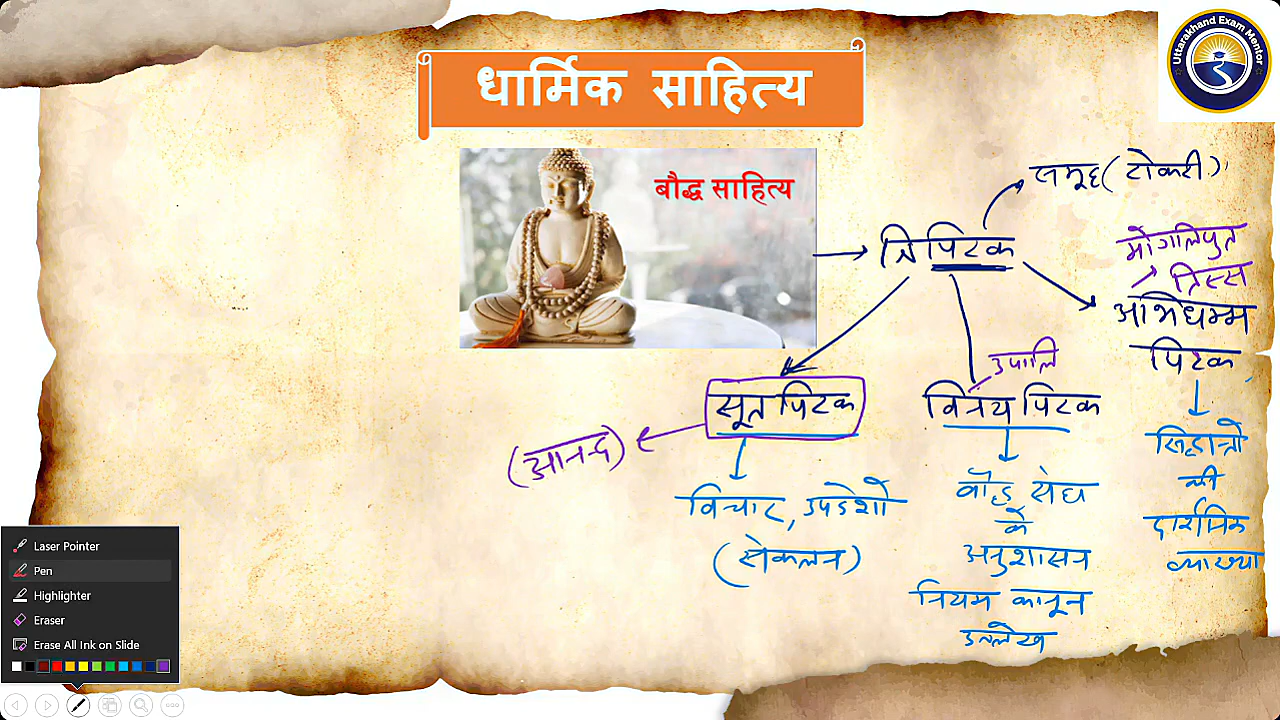 धार्मिक साहित्य
Uttarakhand Exam Mentor
बौद्ध साहित्य
समूह (टोकरी)
त्रिपिटक
मोगलिपुत
तिस्स
अभिधम्म
पिटक
उपालि
सूत पिटक
विनय पिटक
(आनन्द)
विचार, उपदेशो
(संकलन)
बौद्ध संघ
के
अनुशासन
नियम कानून
उल्लेख
सिद्धान्तो
की
दार्शनिक
व्याख्या
Laser Pointer
Pen
Highlighter
Eraser
Erase All Ink on Slide